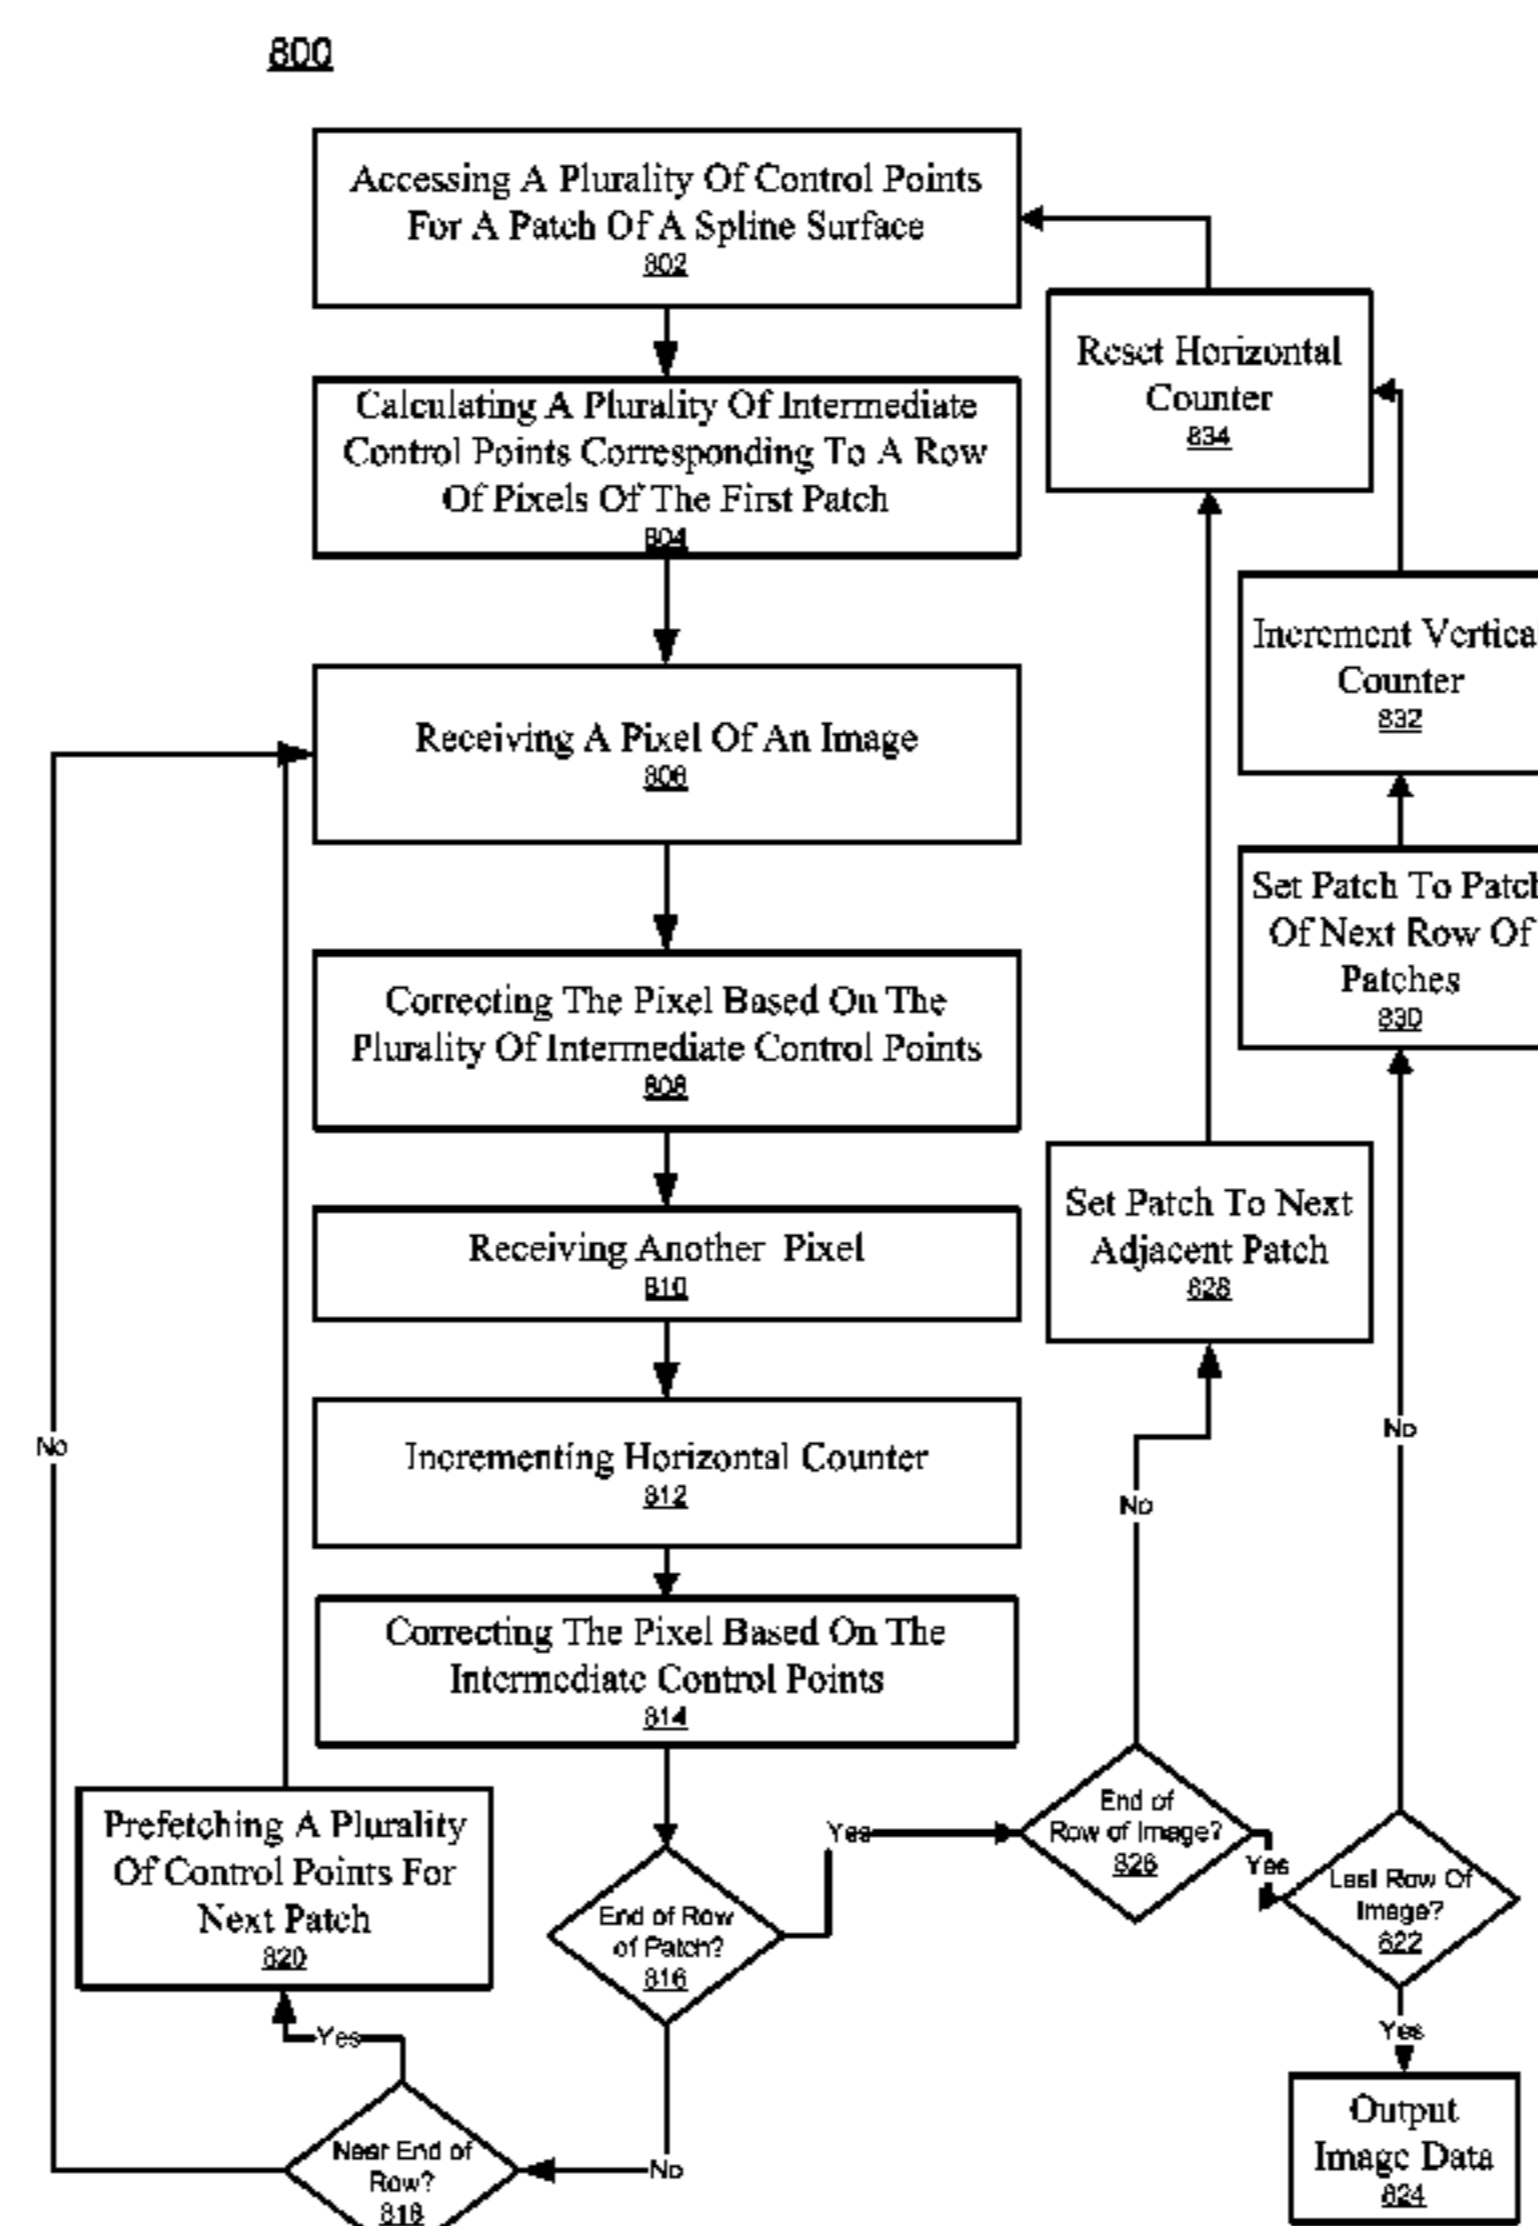 800
Accessing A Plurality Of Control Points
For A Patch Of A Spline Surface
802
Calculating A Plurality Of Intermediate
Control Points Corresponding To A Row
Of Pixels Of The First Patch
804
Receiving A Pixel Of An Image
806
Correcting The Pixel Based On The
Plurality Of Intermediate Control Points
808
Receiving Another Pixel
810
Incrementing Horizontal Counter
812
Correcting The Pixel Based On The
Intermediate Control Points
814
End of Row
of Patch?
816
No
Near End of
Row?
818
Yes
Prefetching A Plurality
Of Control Points For
Next Patch
820
No
Yes
End of
Row of Image?
826
No
Set Patch To Next
Adjacent Patch
828
Reset Horizontal
Counter
834
Yes
Last Row Of
Image?
822
No
Set Patch To Patch
Of Next Row Of
Patches
830
Increment Vertical
Counter
832
Yes
Output
Image Data
824